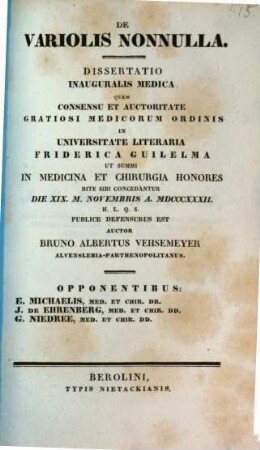 DE
VARIOLIS NONNULLA.
DISSERTATIO
INAUGURALIS MEDICA
QUAM
CONSENSU ET AUCTORITATE
GRATIOSI MEDICORUM ORDINIS
IN
UNIVERSITATE LITERARIA
FRIDERICA GUILELMA
UT SUMMI
IN MEDICINA ET CHIRURGIA HONORES
RITE SIBI CONCEDANTUR
DIE XIX. M. NOVEMBRIS A. MDCCCXXXII.
H. L. Q. S.
PUBLICE DEFENSURUS EST
AUCTOR
BRUNO ALBERTUS VEHSEMEYER
ALVENSLEBIA-PARTHENOPOLITANUS.
OPPONENTIBUS:
E. MICHAELIS, MED. ET CHIR. DR.
J. DE EHRENBERG, MED. ET CHIR. DD.
G. NIEDREE, MED. ET CHIR. DD.
BEROLINI,
TYPIS NIETACKIANIS.